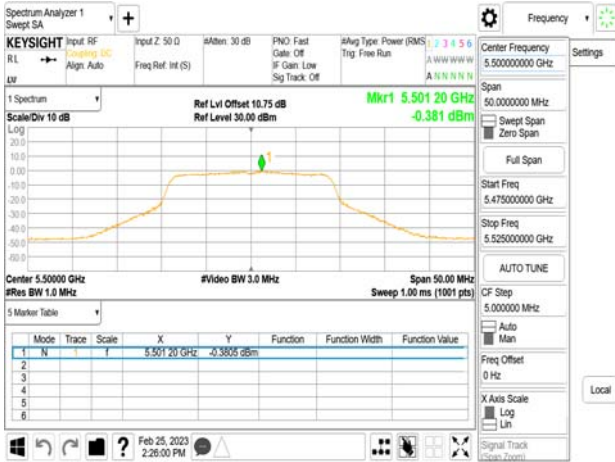 Spectrum Analyzer 1
Swept SA
Frequency
KEYSIGHT
Input: RF
Coupling: DC
Align: Auto
Input Z: 50 Ω
Freq Ref: Int (S)
#Atten: 30 dB
PNO: Fast
Gate: Off
IF Gain: Low
Sig Track: Off
#Avg Type: Power (RMS
Trig: Free Run
1 2 3 4 5 6
A W W W W W
A N N N N N
RL
1 Spectrum
Scale/Div 10 dB
Ref Lvl Offset 10.75 dB
Ref Level 30.00 dBm
Mkr1 5.501 20 GHz
-0.381 dBm
Log
20.0
10.0
0.00
-10.0
-20.0
-30.0
-40.0
-50.0
-60.0
1
Center 5.50000 GHz
#Res BW 1.0 MHz
#Video BW 3.0 MHz
Span 50.00 MHz
Sweep 1.00 ms (1001 pts)
5 Marker Table
Mode Trace Scale X Y Function Function Width Function Value
1 N 1 f 5.501 20 GHz -0.3805 dBm
2
3
4
5
6
Feb 25, 2023
2:26:00 PM
Center Frequency
5.500000000 GHz
Span
50.0000000 MHz
Swept Span
Zero Span
Full Span
Start Freq
5.475000000 GHz
Stop Freq
5.525000000 GHz
AUTO TUNE
CF Step
5.000000 MHz
Auto
Man
Freq Offset
0 Hz
X Axis Scale
Log
Lin
Signal Track
(Span Zoom)
Settings
Local